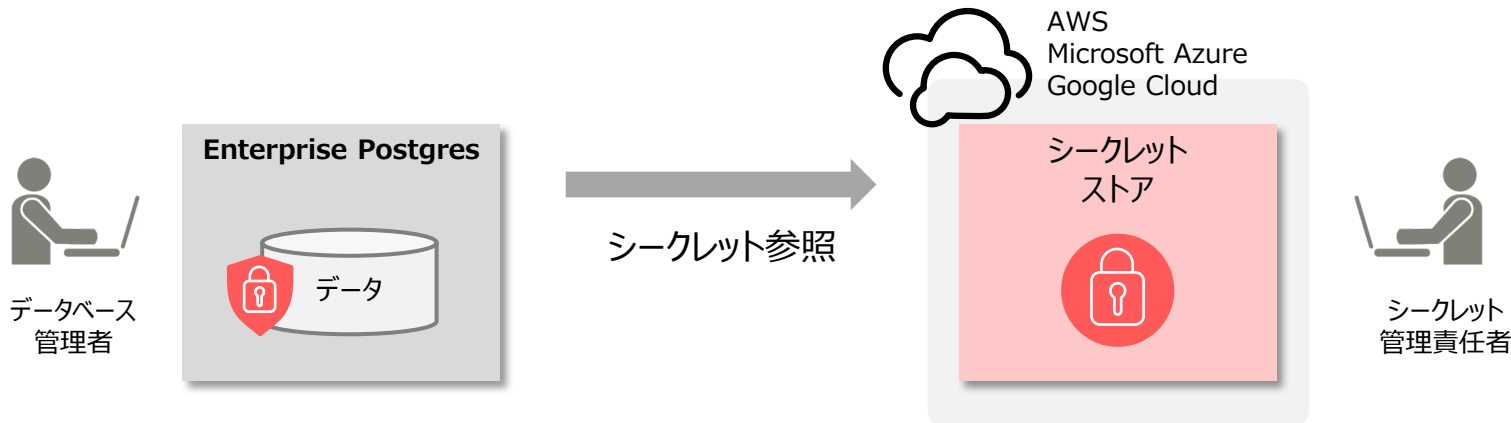 AWS
Microsoft Azure
Google Cloud
Enterprise Postgres
データ
データベース
管理者
シークレット参照
シークレット
ストア
シークレット
管理責任者